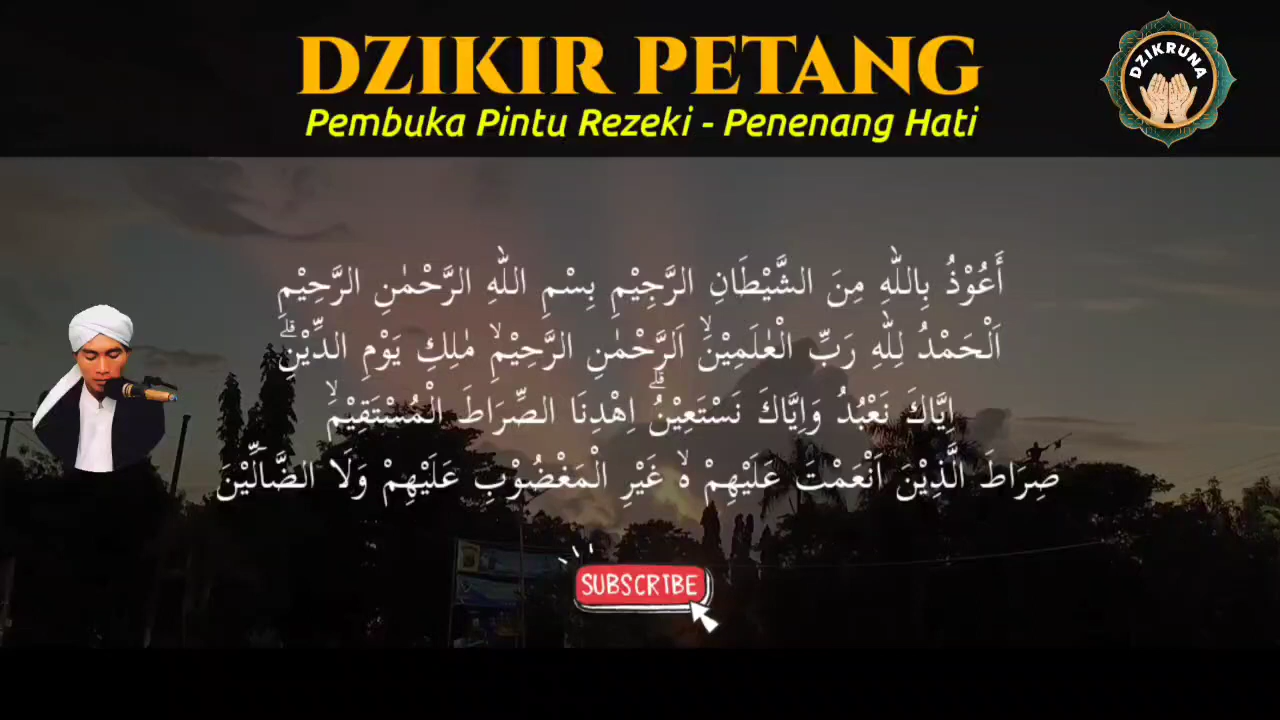 DZIKIR PETANG
Pembuka Pintu Rezeki - Penenang Hati
DZIKRUNA
أَعُوْذُ بِاللّٰهِ مِنَ الشَّيْطَانِ الرَّجِيْمِ بِسْمِ اللّٰهِ الرَّحْمٰنِ الرَّحِيْمِ
اَلْحَمْدُ لِلّٰهِ رَبِّ الْعٰلَمِيْنَۙ اَلرَّحْمٰنِ الرَّحِيْمِۙ مٰلِكِ يَوْمِ الدِّيْنِۗ
اِيَّاكَ نَعْبُدُ وَاِيَّاكَ نَسْتَعِيْنُۗ اِهْدِنَا الصِّرَاطَ الْمُسْتَقِيْمَۙ
صِرَاطَ الَّذِيْنَ اَنْعَمْتَ عَلَيْهِمْ ەۙ غَيْرِ الْمَغْضُوْبِ عَلَيْهِمْ وَلَا الضَّاۤلِّيْنَ
SUBSCRIBE